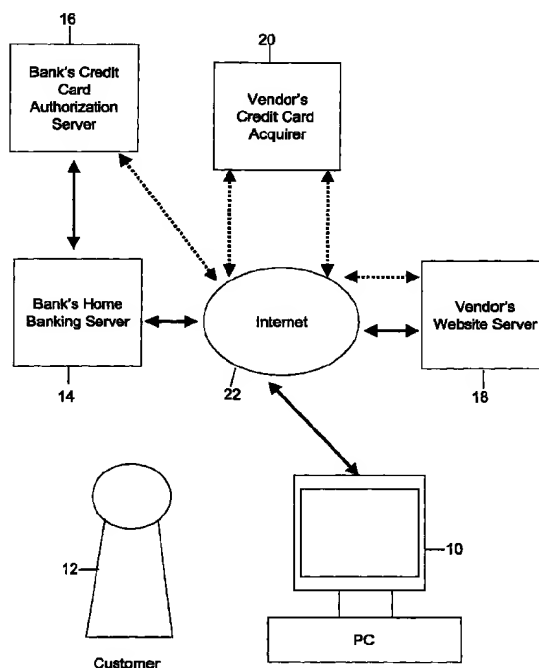 16
20
Bank's Credit
Card
Authorization
Server
Vendor's
Credit Card
Acquirer
Bank's Home
Banking Server
Internet
Vendor's
Website Server
14
22
18
12
10
PC
Customer